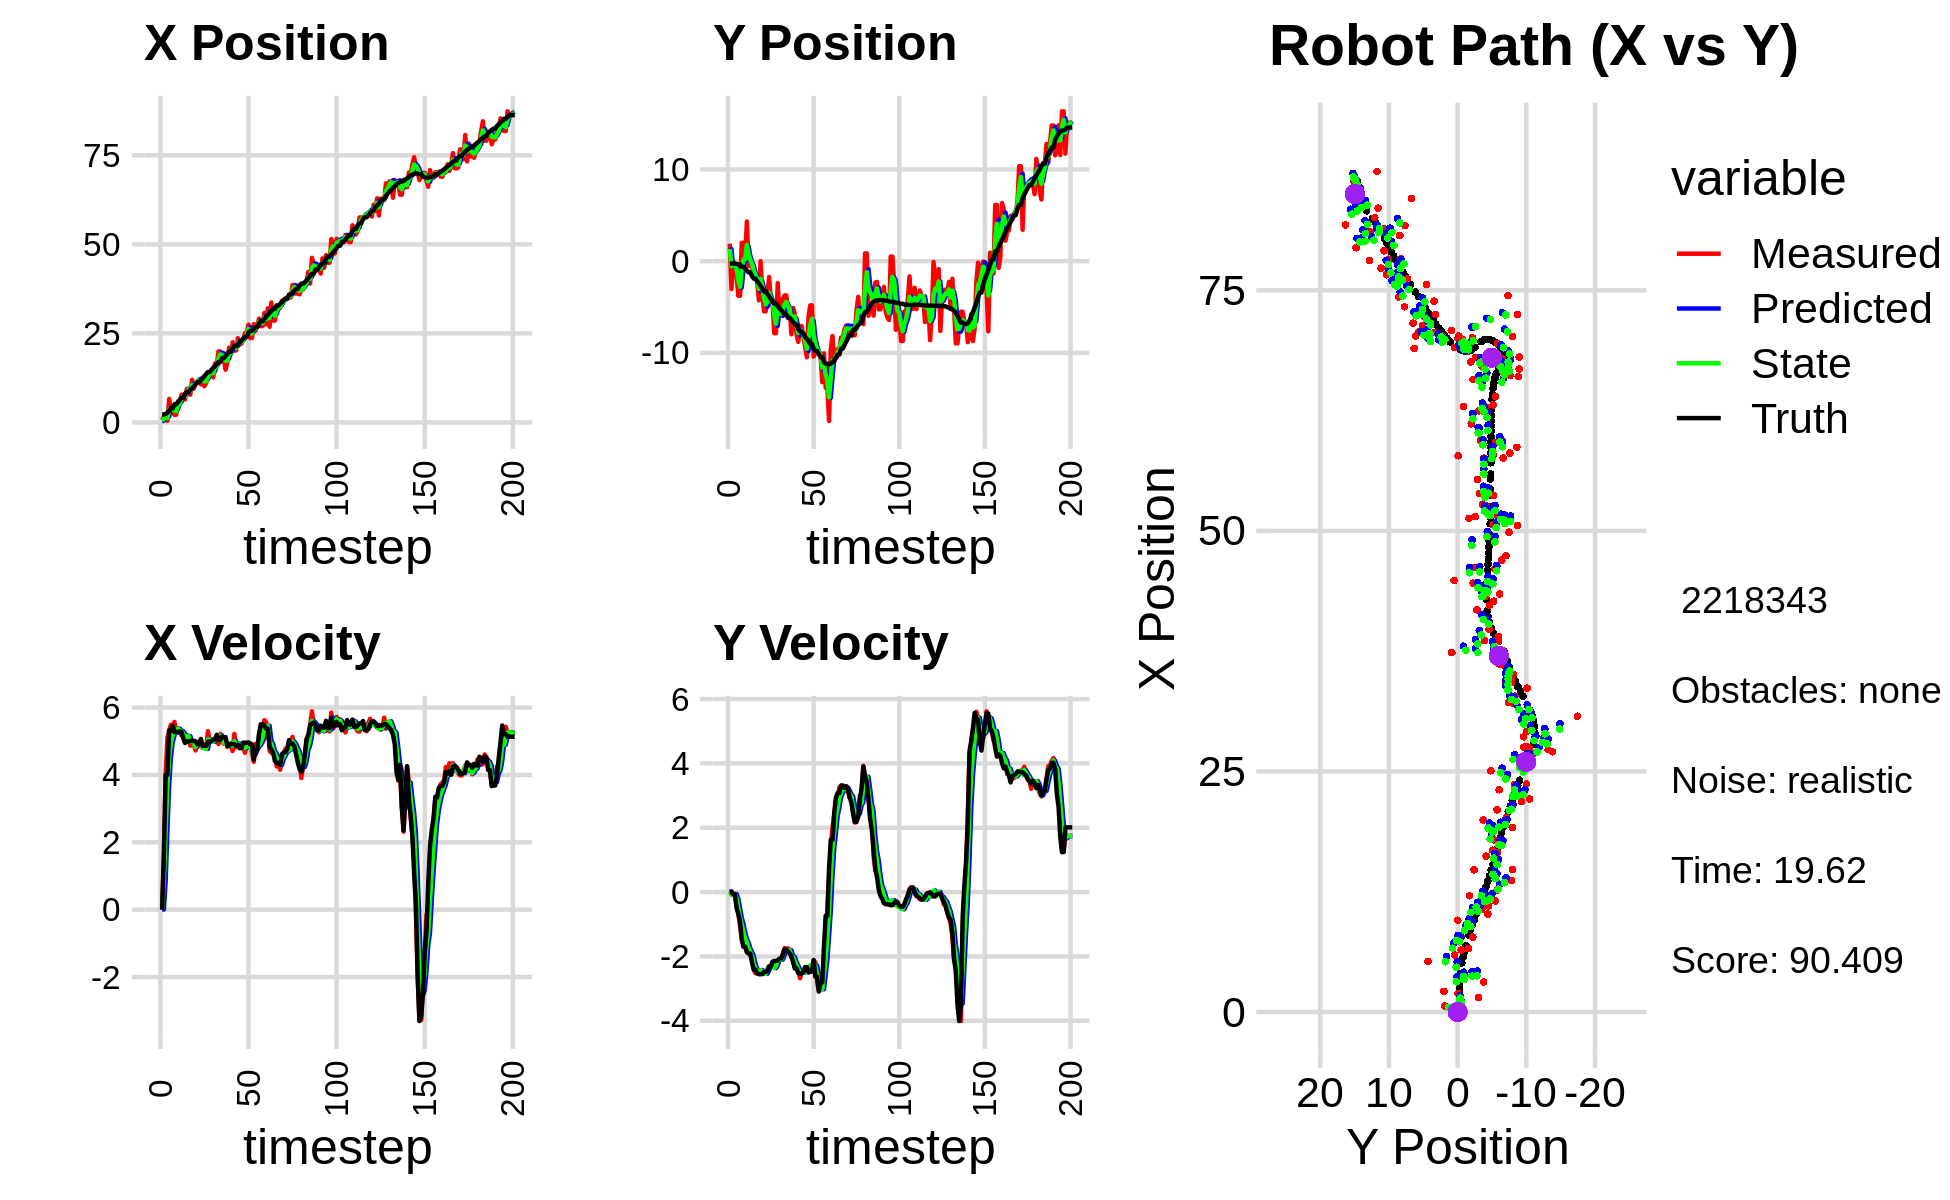 X Position
75
50
25
0
0
50
100
150
200
timestep
Y Position
10
0
-10
0
50
100
150
200
timestep
X Velocity
6
4
2
0
-2
0
50
100
150
200
timestep
Y Velocity
6
4
2
0
-2
-4
0
50
100
150
200
timestep
Robot Path (X vs Y)
X Position
75
50
25
0
20 10 0 -10 -20
Y Position
variable
Measured
Predicted
State
Truth
2218343
Obstacles: none
Noise: realistic
Time: 19.62
Score: 90.409